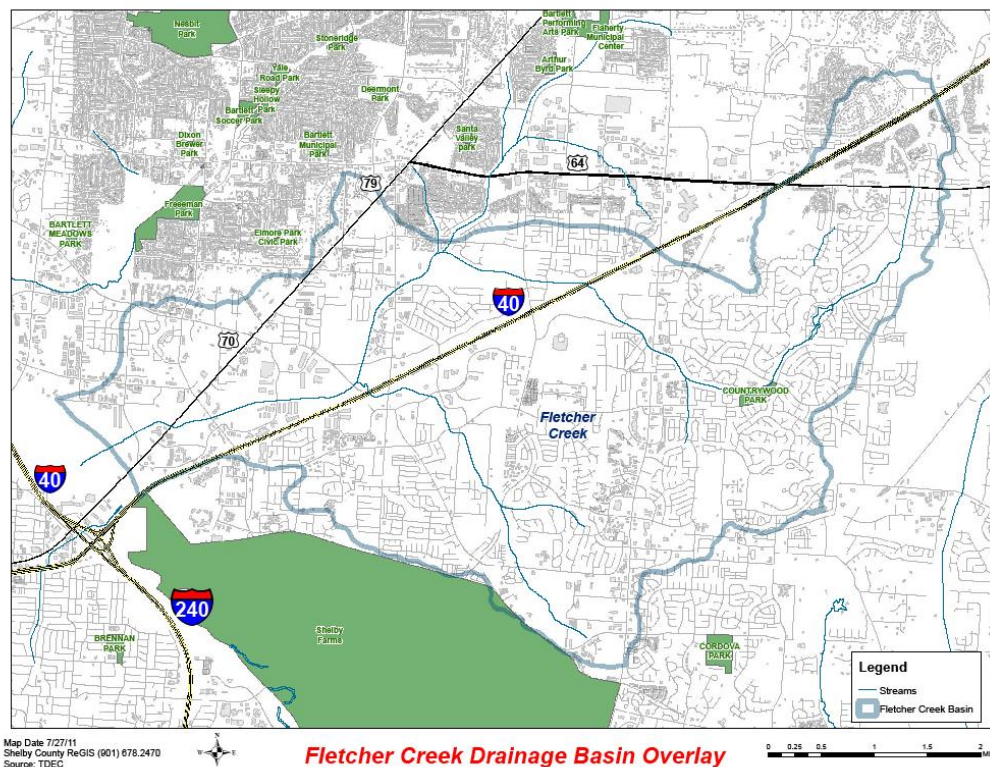 Nesbit
Park
Stoneridge
Park
Bartlett
Performing
Arts Park
Flaherty
Municipal
Center
Yale
Road Park
Sleepy
Hollow
Park
Bartlett
Soccer Park
Deermont
Park
Arthur
Byrd Park
Dixon
Brewer
Park
Bartlett
Municipal
Park
Santa
Valley
park
64
79
Freeman
Park
BARTLETT
MEADOWS
PARK
Elmore Park
Civic Park
40
70
COUNTRYWOOD
PARK
Fletcher
Creek
40
240
Shelby
Farms
BRENNAN
PARK
CORDOVA
PARK
Legend
Streams
Fletcher Creek Basin
Map Date 7/27/11
Shelby County ReGIS (901) 678.2470
Source: TDEC
N
W E
S
Fletcher Creek Drainage Basin Overlay
0 0.25 0.5 1 1.5 2